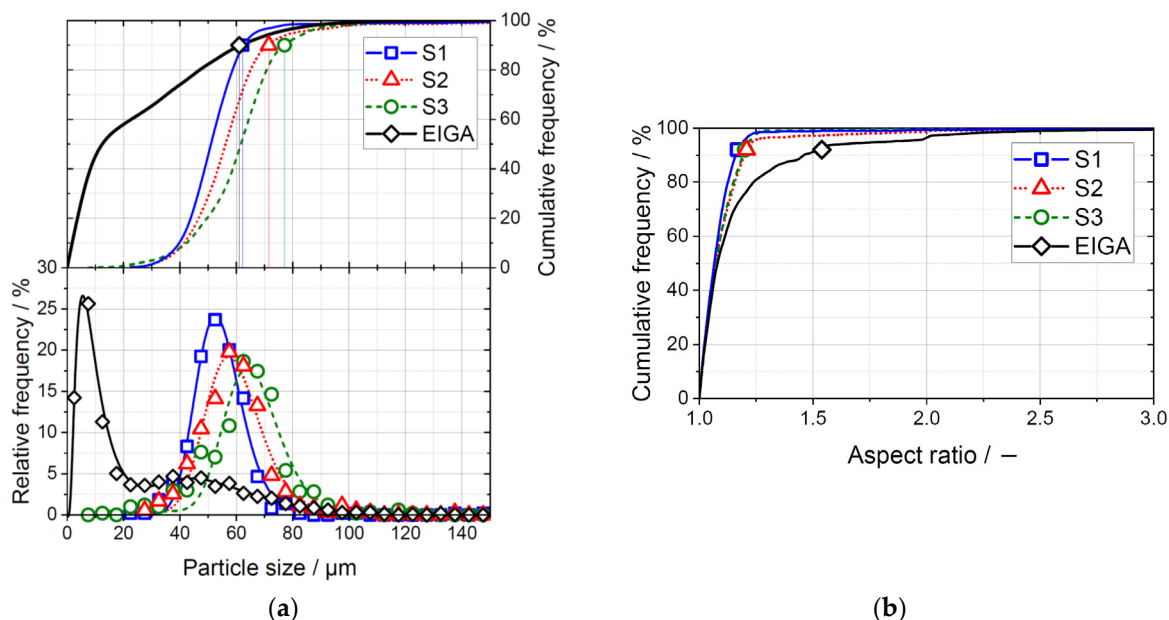 100
80
60
40
20
0
Cumulative frequency / %
S1
S2
S3
EIGA
30
25
20
15
10
5
0
Relative frequency / %
0 20 40 60 80 100 120 140
Particle size / μm
(a)
100
80
60
40
20
0
Cumulative frequency / %
S1
S2
S3
EIGA
1.0 1.5 2.0 2.5 3.0
Aspect ratio / –
(b)